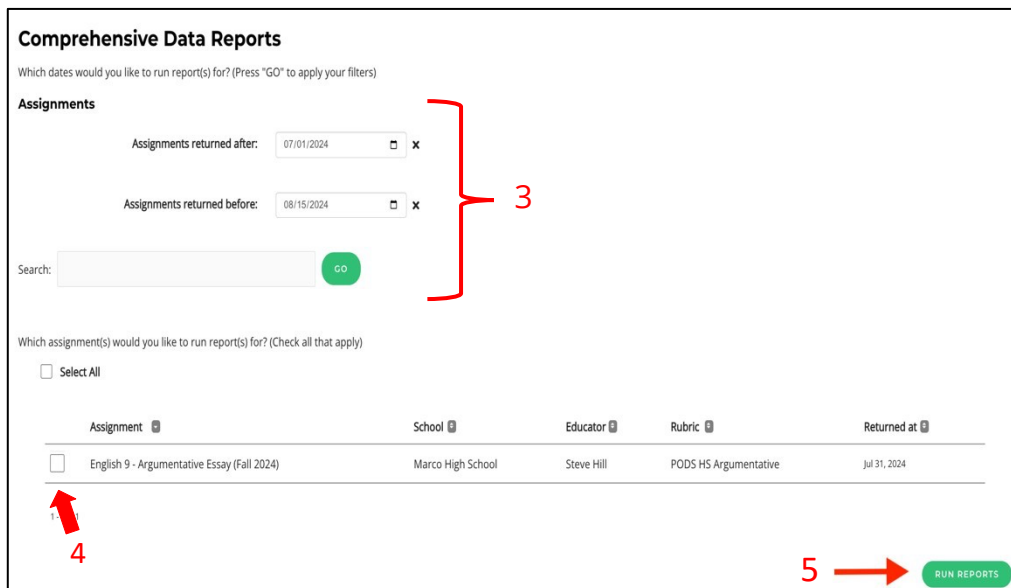 Comprehensive Data Reports
Which dates would you like to run report(s) for? (Press "GO" to apply your filters)
Assignments
Assignments returned after: 07/01/2024 x
3
Assignments returned before: 08/15/2024 x
Search: GO
Which assignment(s) would you like to run report(s) for? (Check all that apply)
Select All
Assignment School Educator Rubric Returned at
English 9 - Argumentative Essay (Fall 2024) Marco High School Steve Hill PODS HS Argumentative Jul 31, 2024
1 - 1
4
5 RUN REPORTS